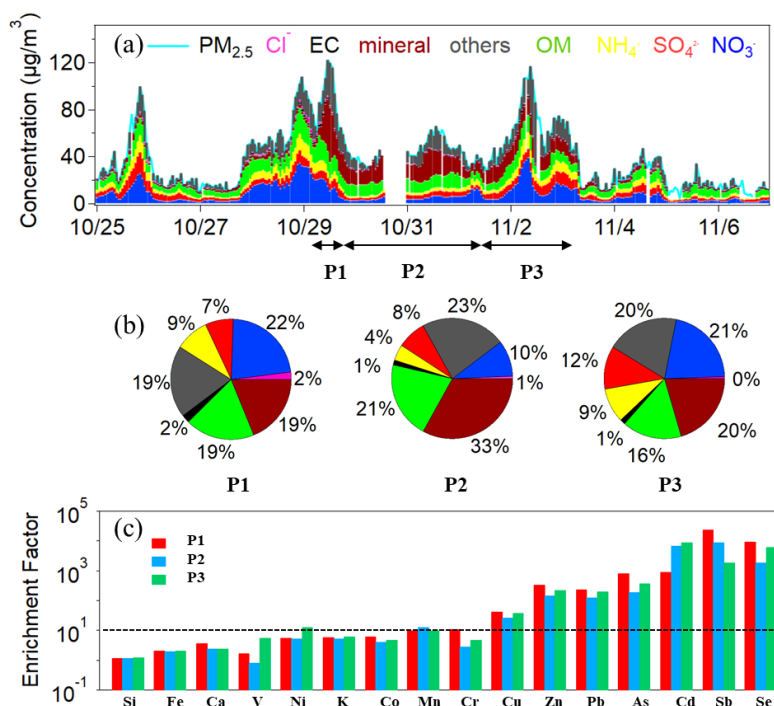 (a) PM2.5 Cl- EC mineral others OM NH4+ SO42- NO3-
Concentration (µg/m3)
120
80
40
0
10/25 10/27 10/29 10/31 11/2 11/4 11/6
P1 P2 P3
(b)
7% 22% 2% 19% 19% 2% 19% 9%
P1
8% 23% 10% 1% 33% 21% 1% 4%
P2
12% 20% 21% 0% 20% 16% 1% 9%
P3
(c)
Enrichment Factor
10^5
10^3
10^1
10^-1
P1
P2
P3
Si Fe Ca V Ni K Co Mn Cr Cu Zn Pb As Cd Sb Se